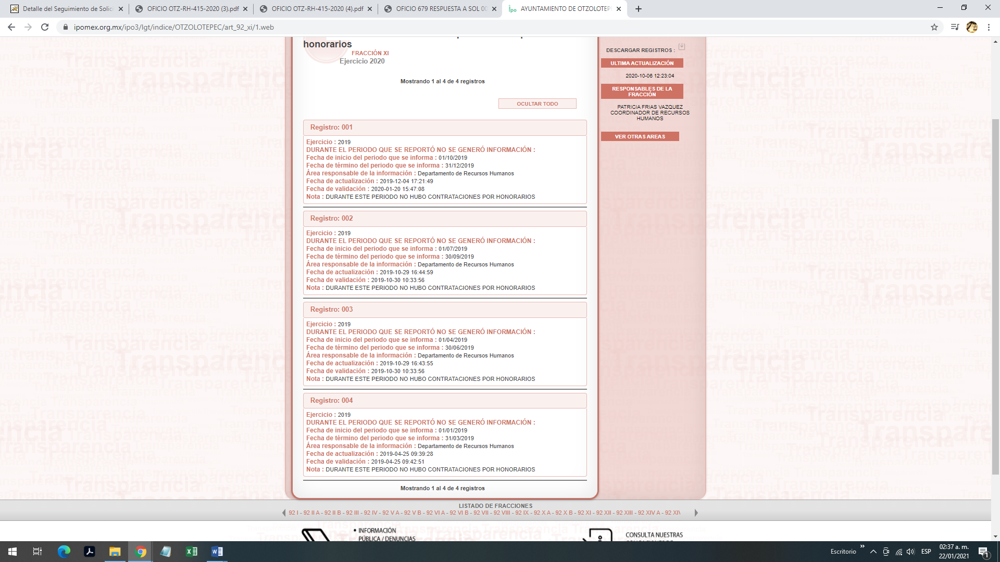 Detalle del Seguimiento de Solici
OFICIO OTZ-RH-415-2020 (3).pdf
OFICIO OTZ-RH-415-2020 (4).pdf
OFICIO 679 RESPUESTA A SOL 00
AYUNTAMIENTO DE OTZOLOTEPE
ipomex.org.mx/ipo3/lgt/indice/OTZOLOTEPEC/art_92_xi/1.web
honorarios
FRACCIÓN XI
Ejercicio 2020
Mostrando 1 al 4 de 4 registros
OCULTAR TODO
Registro: 001
Ejercicio : 2019
DURANTE EL PERIODO QUE SE REPORTÓ NO SE GENERÓ INFORMACIÓN :
Fecha de inicio del periodo que se informa : 01/10/2019
Fecha de término del periodo que se informa : 31/12/2019
Área responsable de la información : Departamento de Recursos Humanos
Fecha de actualización : 2019-12-04 17:21:49
Fecha de validación : 2020-01-20 15:47:08
Nota : DURANTE ESTE PERIODO NO HUBO CONTRATACIONES POR HONORARIOS
Registro: 002
Ejercicio : 2019
DURANTE EL PERIODO QUE SE REPORTÓ NO SE GENERÓ INFORMACIÓN :
Fecha de inicio del periodo que se informa : 01/07/2019
Fecha de término del periodo que se informa : 30/09/2019
Área responsable de la información : Departamento de Recursos Humanos
Fecha de actualización : 2019-10-29 16:44:59
Fecha de validación : 2019-10-30 10:33:56
Nota : DURANTE ESTE PERIODO NO HUBO CONTRATACIONES POR HONORARIOS
Registro: 003
Ejercicio : 2019
DURANTE EL PERIODO QUE SE REPORTÓ NO SE GENERÓ INFORMACIÓN :
Fecha de inicio del periodo que se informa : 01/04/2019
Fecha de término del periodo que se informa : 30/06/2019
Área responsable de la información : Departamento de Recursos Humanos
Fecha de actualización : 2019-10-29 16:43:55
Fecha de validación : 2019-10-30 10:33:56
Nota : DURANTE ESTE PERIODO NO HUBO CONTRATACIONES POR HONORARIOS
Registro: 004
Ejercicio : 2019
DURANTE EL PERIODO QUE SE REPORTÓ NO SE GENERÓ INFORMACIÓN :
Fecha de inicio del periodo que se informa : 01/01/2019
Fecha de término del periodo que se informa : 31/03/2019
Área responsable de la información : Departamento de Recursos Humanos
Fecha de actualización : 2019-04-25 09:39:28
Fecha de validación : 2019-04-25 09:42:51
Nota : DURANTE ESTE PERIODO NO HUBO CONTRATACIONES POR HONORARIOS
Mostrando 1 al 4 de 4 registros
DESCARGAR REGISTROS :
ULTIMA ACTUALIZACIÓN
2020-10-06 12:23:04
RESPONSABLES DE LA
FRACCIÓN
PATRICIA FRIAS VAZQUEZ
COORDINADOR DE RECURSOS
HUMANOS
VER OTRAS AREAS
LISTADO DE FRACCIONES
92 I - 92 II A - 92 II B - 92 III - 92 IV - 92 V A - 92 V B - 92 VI A - 92 VI B - 92 VII - 92 VIII - 92 IX - 92 X A - 92 X B - 92 XI - 92 XII - 92 XIII - 92 XIV A - 92 XIV
• INFORMACIÓN
PÚBLICA / DENUNCIAS
CONSULTA NUESTRAS
Escritorio
ESP
02:37 a. m.
22/01/2021
1